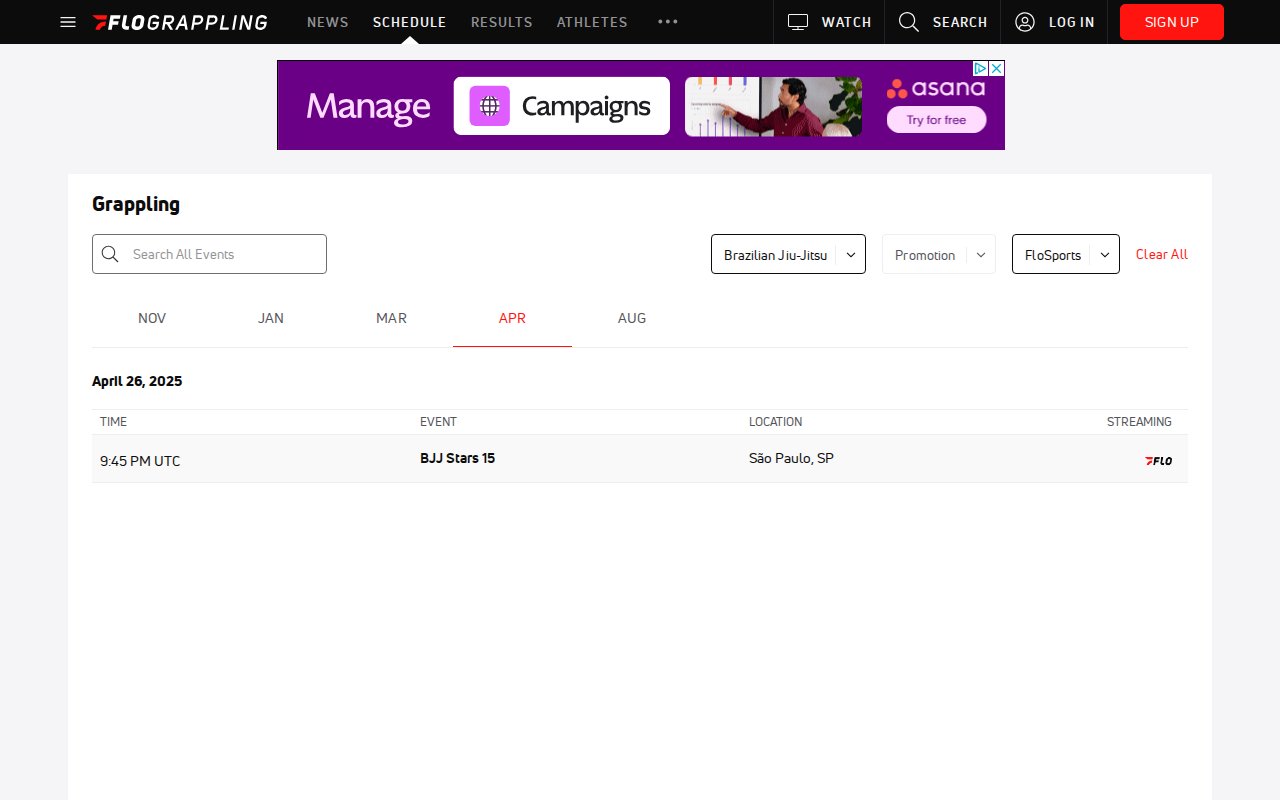 FLOGRAPPLING NEWS SCHEDULE RESULTS ATHLETES WATCH SEARCH LOG IN SIGN UP
Manage Campaigns asana
Try for free
Grappling
Search All Events Brazilian Jiu-Jitsu Promotion FloSports Clear All
NOV JAN MAR APR AUG
April 26, 2025
TIME EVENT LOCATION STREAMING
9:45 PM UTC BJJ Stars 15 São Paulo, SP FLO